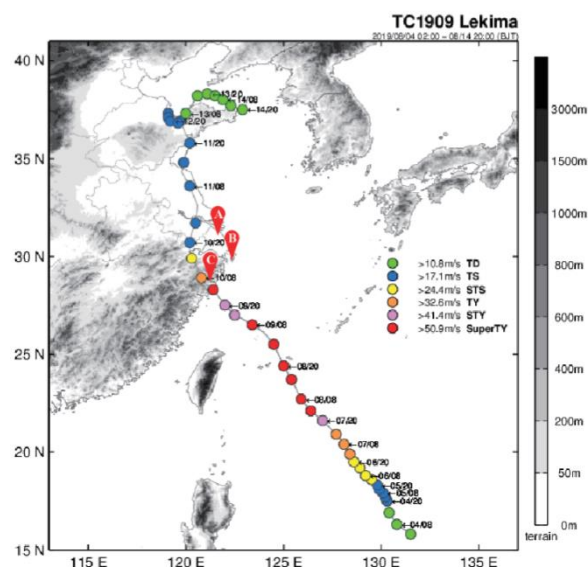 TC1909 Lekima
2019/08/04 02:00 - 08/14 20:00 (BJT)
40 N
35 N
30 N
25 N
20 N
15 N
115 E
120 E
125 E
130 E
135 E
13/20
14/08
14/20
13/08
12/20
11/20
11/08
A
B
10/20
C
10/08
09/20
09/08
08/20
08/08
07/20
07/08
06/20
06/08
05/20
05/08
04/20
04/08
>10.8m/s TD
>17.1m/s TS
>24.4m/s STS
>32.6m/s TY
>41.4m/s STY
>50.9m/s SuperTY
3000m
1500m
1000m
800m
600m
400m
200m
50m
0m
terrain